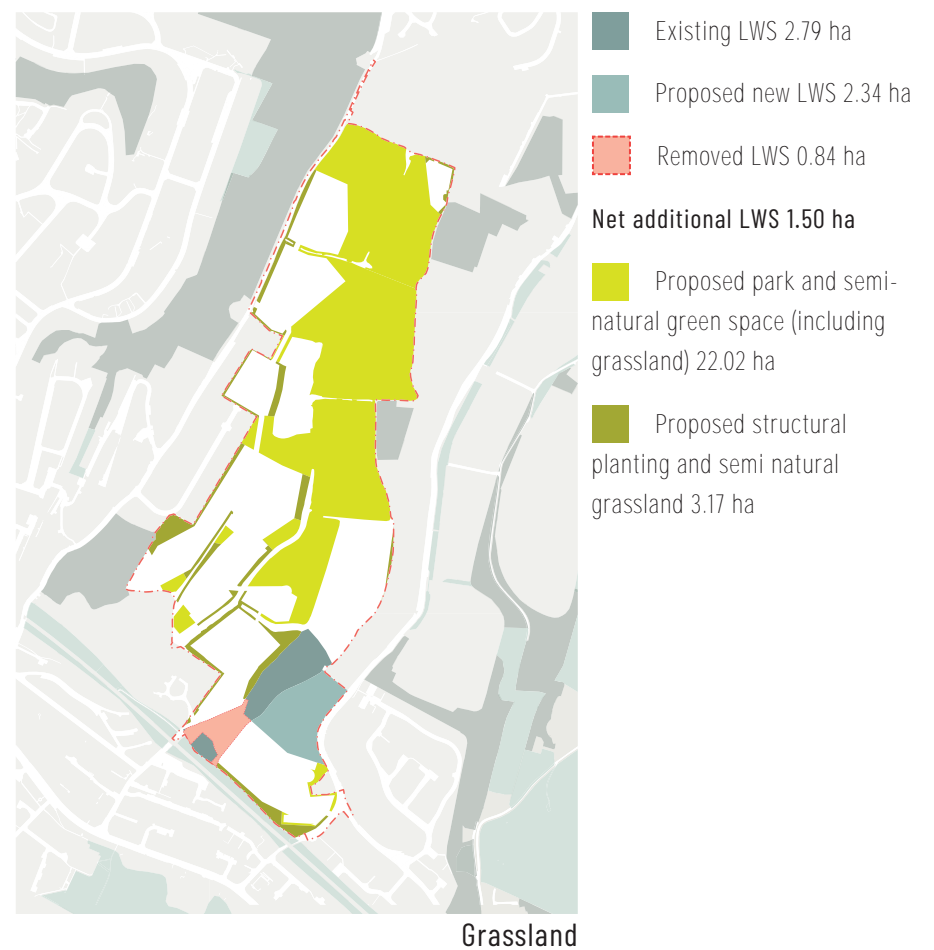 Existing LWS 2.79 ha
Proposed new LWS 2.34 ha
Removed LWS 0.84 ha
Net additional LWS 1.50 ha
Proposed park and semi-
natural green space (including
grassland) 22.02 ha
Proposed structural
planting and semi natural
grassland 3.17 ha
Grassland